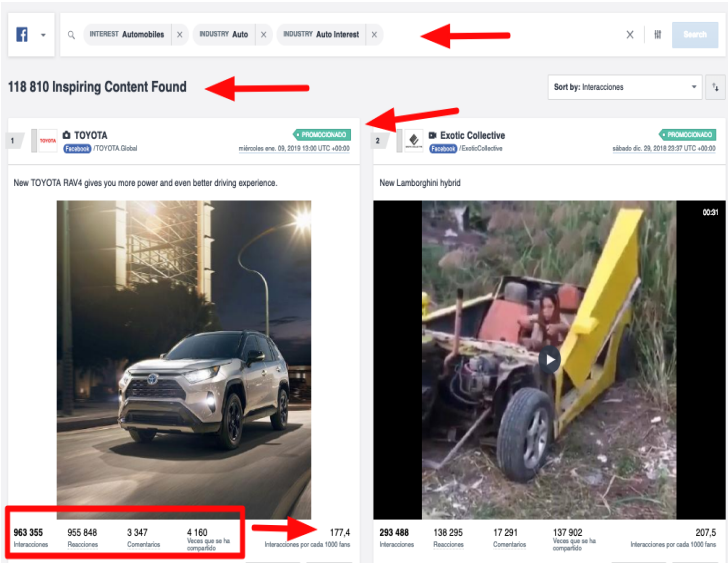 INTEREST Automobiles × INDUSTRY Auto × INDUSTRY Auto Interest × × Search
118 810 Inspiring Content Found
Sort by: Interacciones
1 TOYOTA TOYOTA PROMOCIONADO
Facebook /TOYOTA.Global miércoles ene. 09, 2019 13:00 UTC +00:00
New TOYOTA RAV4 gives you more power and even better driving experience.
963 355 955 848 3 347 4 160 177,4
Interacciones Reacciones Comentarios Veces que se ha compartido Interacciones por cada 1000 fans
2 Exotic Collective PROMOCIONADO
Facebook /ExoticCollective sábado dic. 29, 2018 23:37 UTC +00:00
New Lamborghini hybrid
00:31
293 488 138 295 17 291 137 902 207,5
Interacciones Reacciones Comentarios Veces que se ha compartido Interacciones por cada 1000 fans